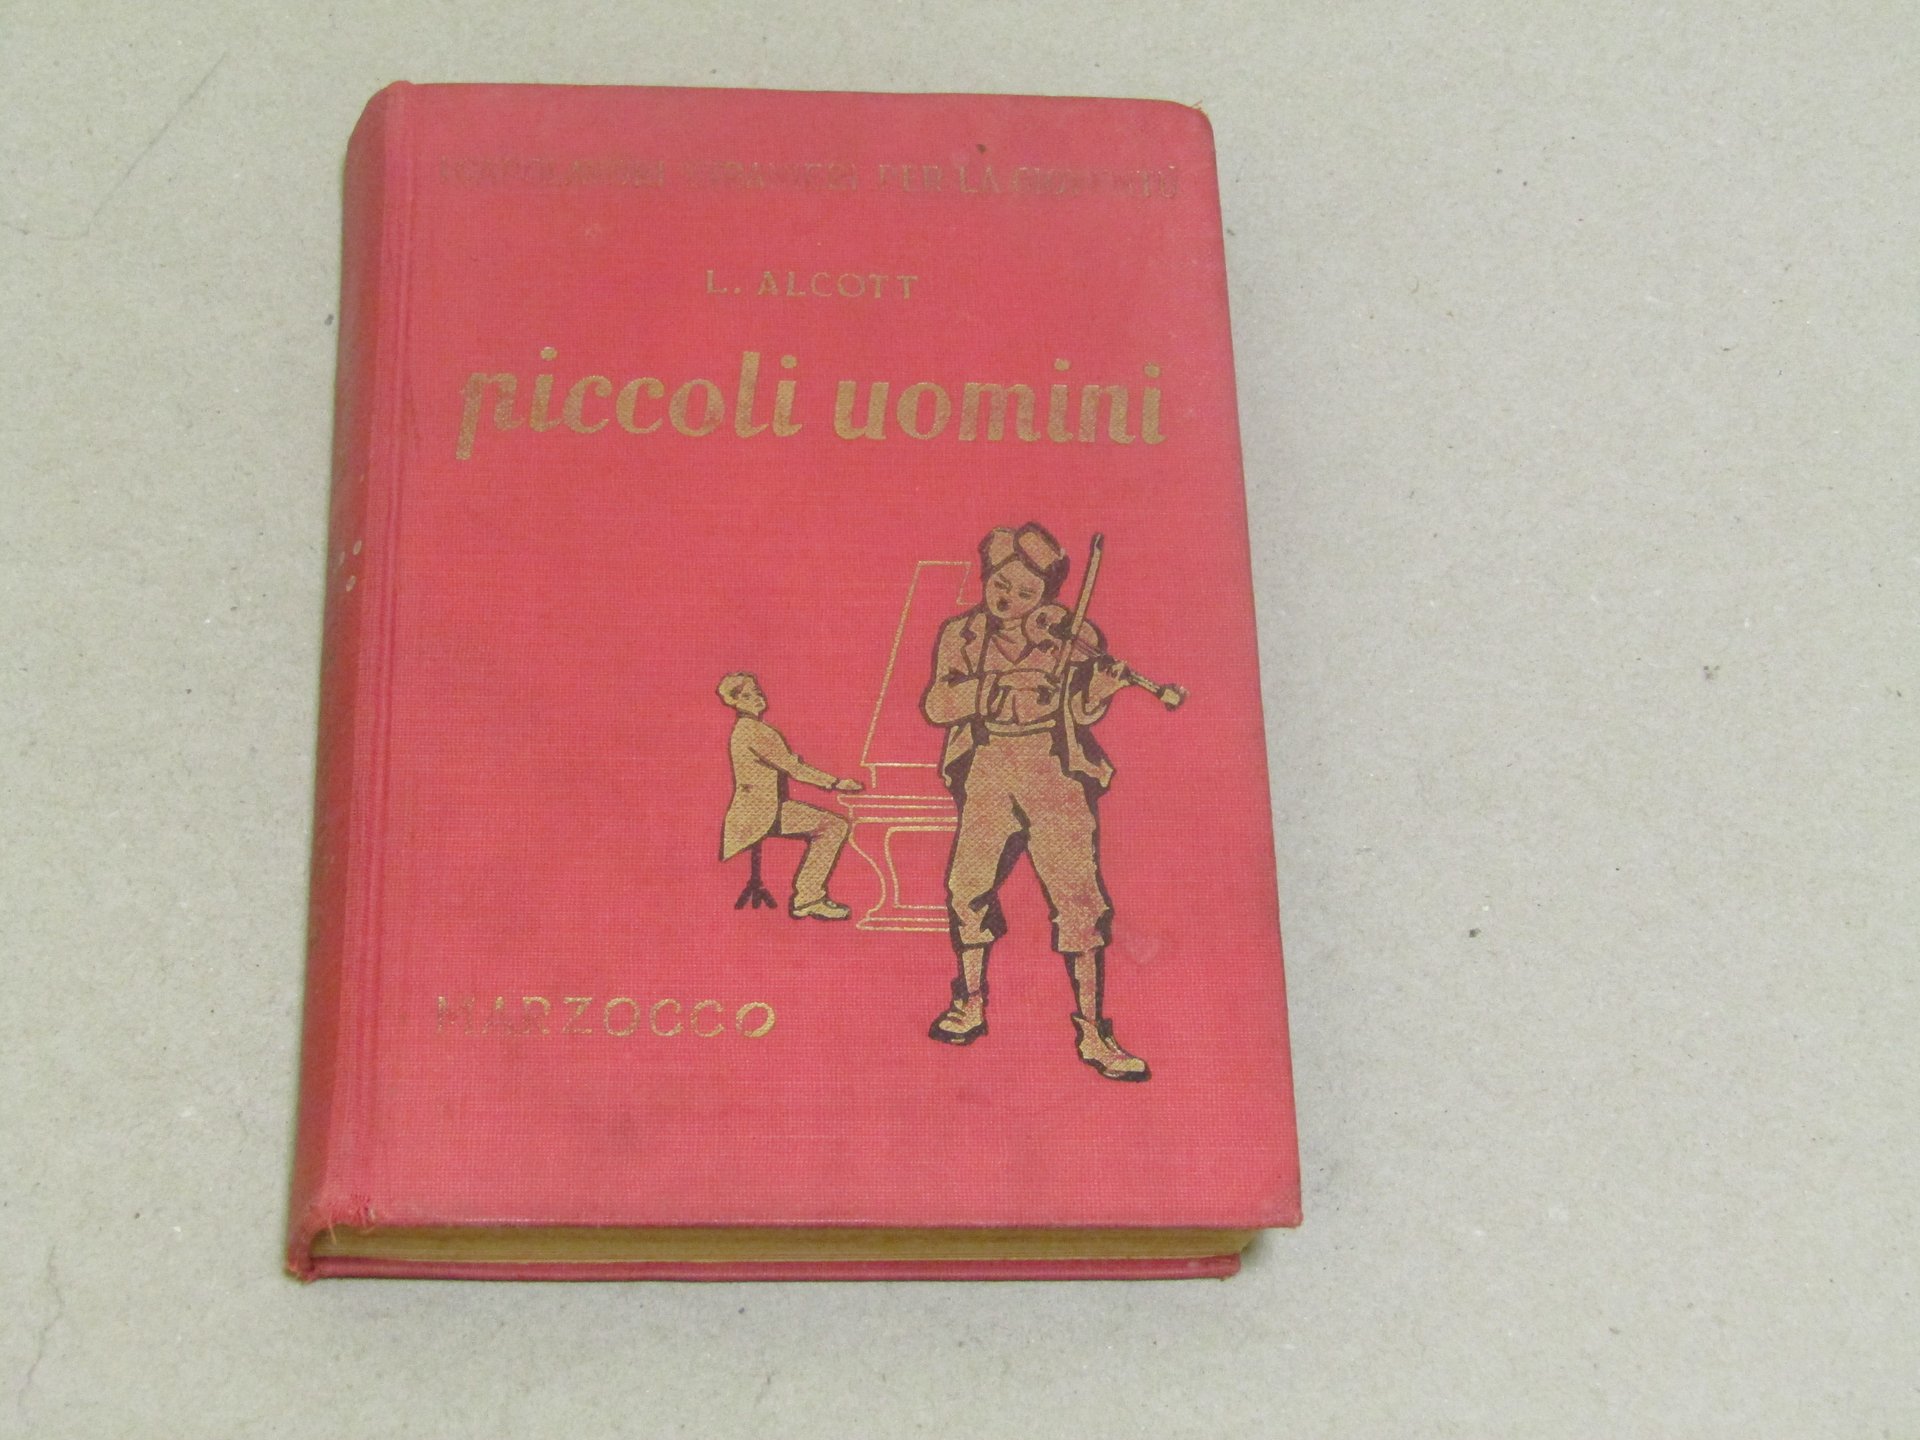 CAPOLAVORI STRANIERI PER LA GIOVENTÙ
L. ALCOTT
piccoli uomini
MARZOCCO